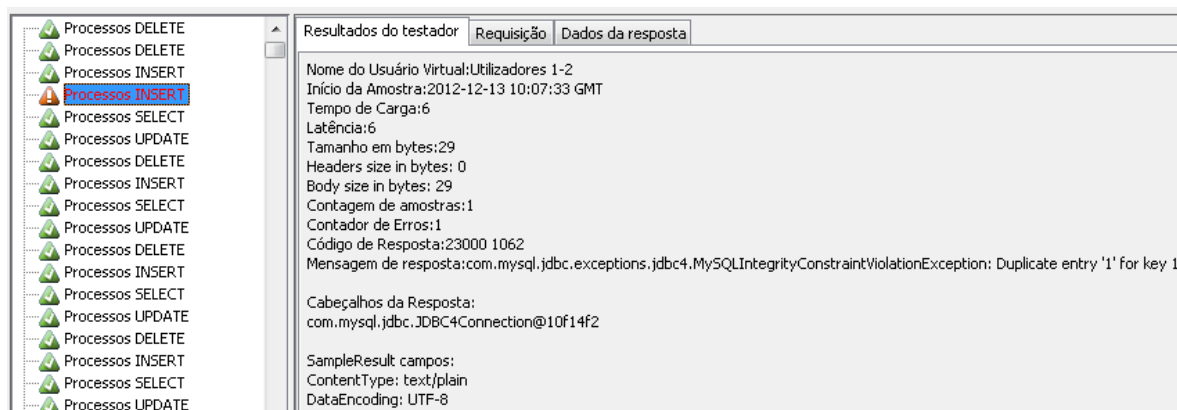 Processos DELETE
Processos DELETE
Processos INSERT
Processos INSERT
Processos SELECT
Processos UPDATE
Processos DELETE
Processos INSERT
Processos SELECT
Processos UPDATE
Processos DELETE
Processos INSERT
Processos SELECT
Processos UPDATE
Processos DELETE
Processos INSERT
Processos SELECT
Processos UPDATE
Resultados do testador
Requisição
Dados da resposta
Nome do Usuário Virtual:Utilizadores 1-2
Início da Amostra:2012-12-13 10:07:33 GMT
Tempo de Carga:6
Latência:6
Tamanho em bytes:29
Headers size in bytes: 0
Body size in bytes: 29
Contagem de amostras:1
Contador de Erros:1
Código de Resposta:23000 1062
Mensagem de resposta:com.mysql.jdbc.exceptions.jdbc4.MySQLIntegrityConstraintViolationException: Duplicate entry '1' for key 1
Cabeçalhos da Resposta:
com.mysql.jdbc.JDBC4Connection@10f14f2
SampleResult campos:
ContentType: text/plain
DataEncoding: UTF-8